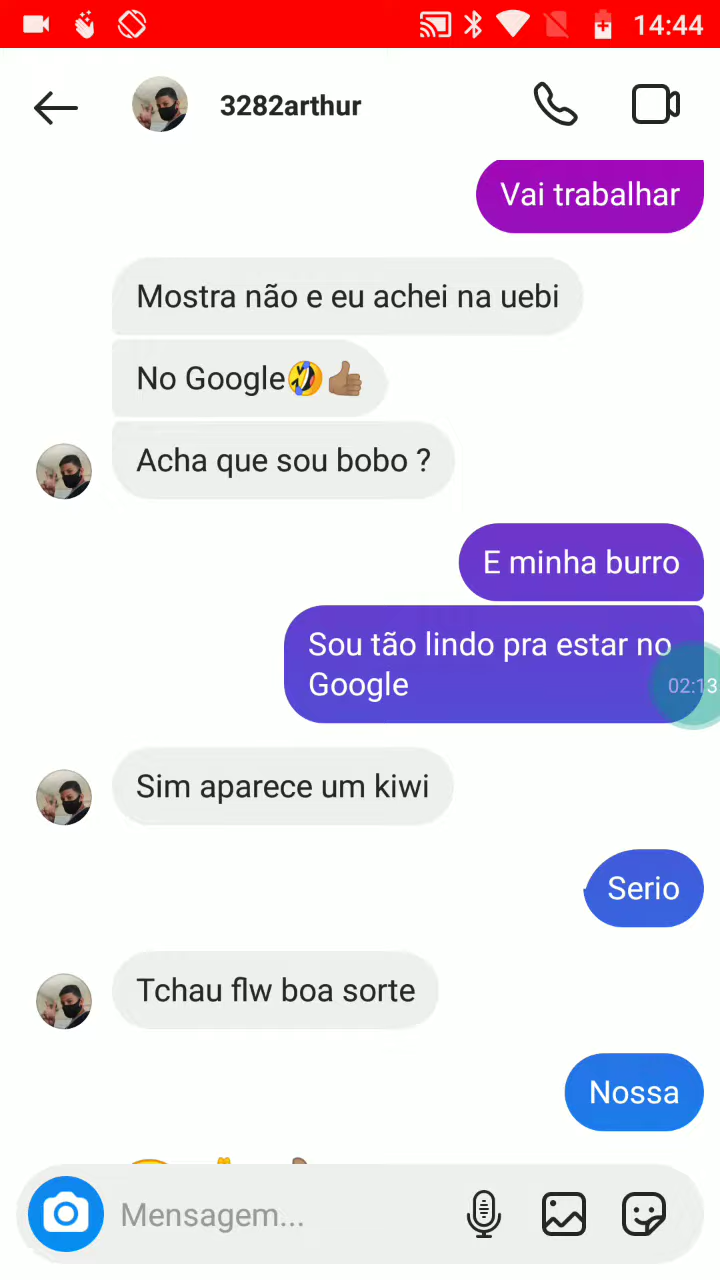 14:44
3282arthur
Vai trabalhar
Mostra não e eu achei na uebi
No Google🤣👍🏽
Acha que sou bobo ?
E minha burro
Sou tão lindo pra estar no
Google
02:13
Sim aparece um kiwi
Serio
Tchau flw boa sorte
Nossa
Mensagem...